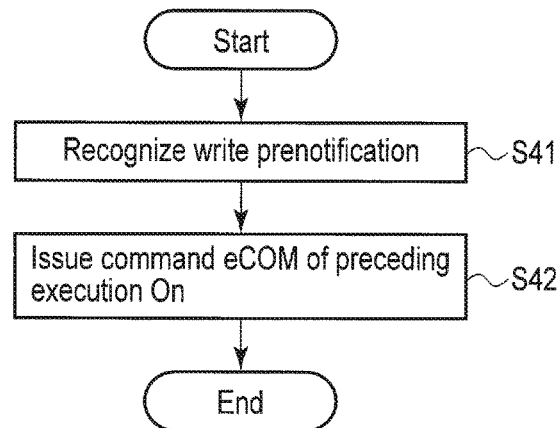 Start
Recognize write prenotification
S41
Issue command eCOM of preceding
execution On
S42
End